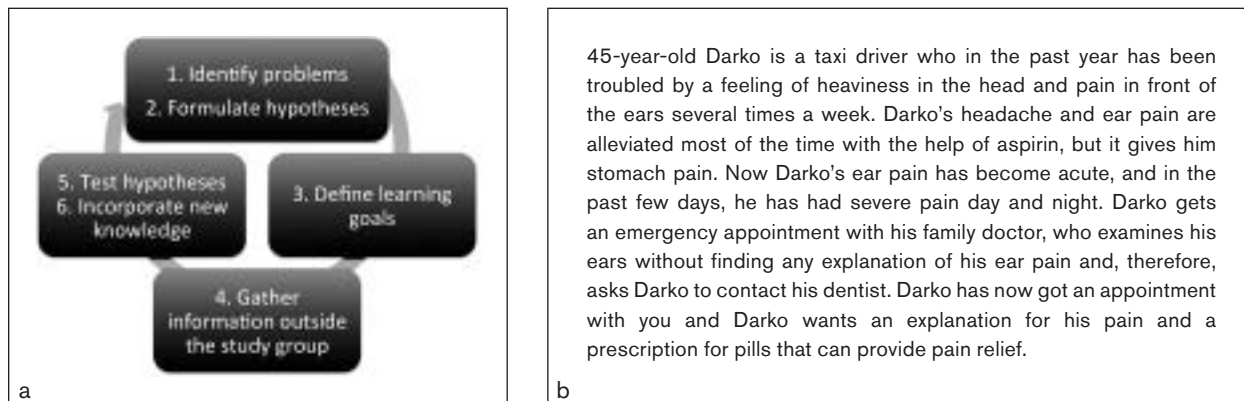 1. Identify problems
2. Formulate hypotheses
3. Define learning
goals
4. Gather
information outside
the study group
5. Test hypotheses
6. Incorporate new
knowledge
a
45-year-old Darko is a taxi driver who in the past year has been
troubled by a feeling of heaviness in the head and pain in front of
the ears several times a week. Darko's headache and ear pain are
alleviated most of the time with the help of aspirin, but it gives him
stomach pain. Now Darko's ear pain has become acute, and in the
past few days, he has had severe pain day and night. Darko gets
an emergency appointment with his family doctor, who examines his
ears without finding any explanation of his ear pain and, therefore,
asks Darko to contact his dentist. Darko has now got an appointment
with you and Darko wants an explanation for his pain and a
prescription for pills that can provide pain relief.
b